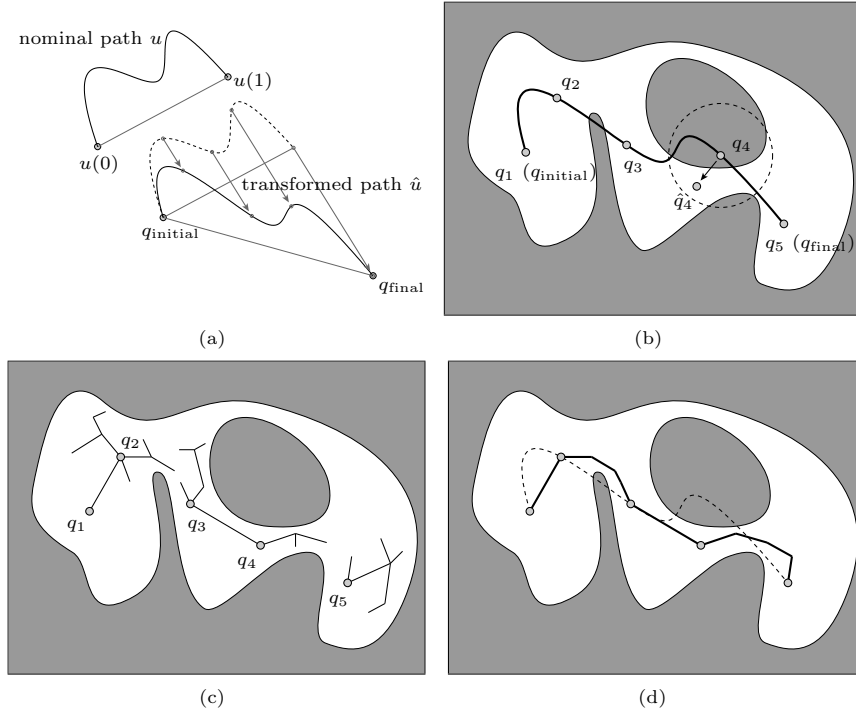 nominal path u
u(1)
u(0)
transformed path û
q_initial
q_final
(a)
q_2
q_4
q_3
q_1 (q_initial)
q̂_4
q_5 (q_final)
(b)
q_2
q_1
q_3
q_4
q_5
(c)
(d)